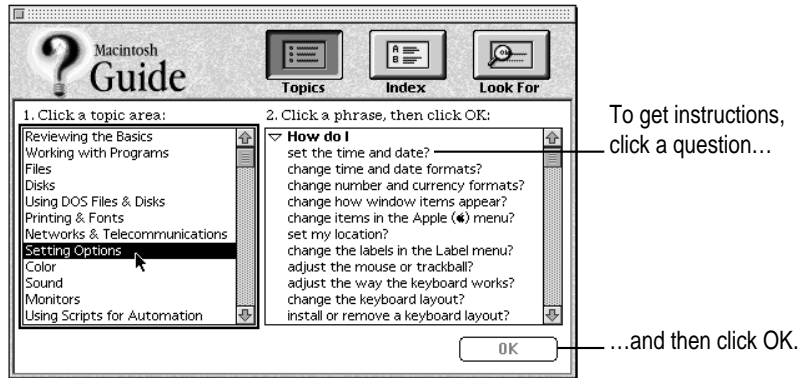 Macintosh
Guide
Topics
Index
Look For
1. Click a topic area:
Reviewing the Basics
Working with Programs
Files
Disks
Using DOS Files & Disks
Printing & Fonts
Networks & Telecommunications
Setting Options
Color
Sound
Monitors
Using Scripts for Automation
2. Click a phrase, then click OK:
How do I
set the time and date?
change time and date formats?
change number and currency formats?
change how window items appear?
change items in the Apple () menu?
set my location?
change the labels in the Label menu?
adjust the mouse or trackball?
adjust the way the keyboard works?
change the keyboard layout?
install or remove a keyboard layout?
OK
To get instructions,
click a question…
…and then click OK.